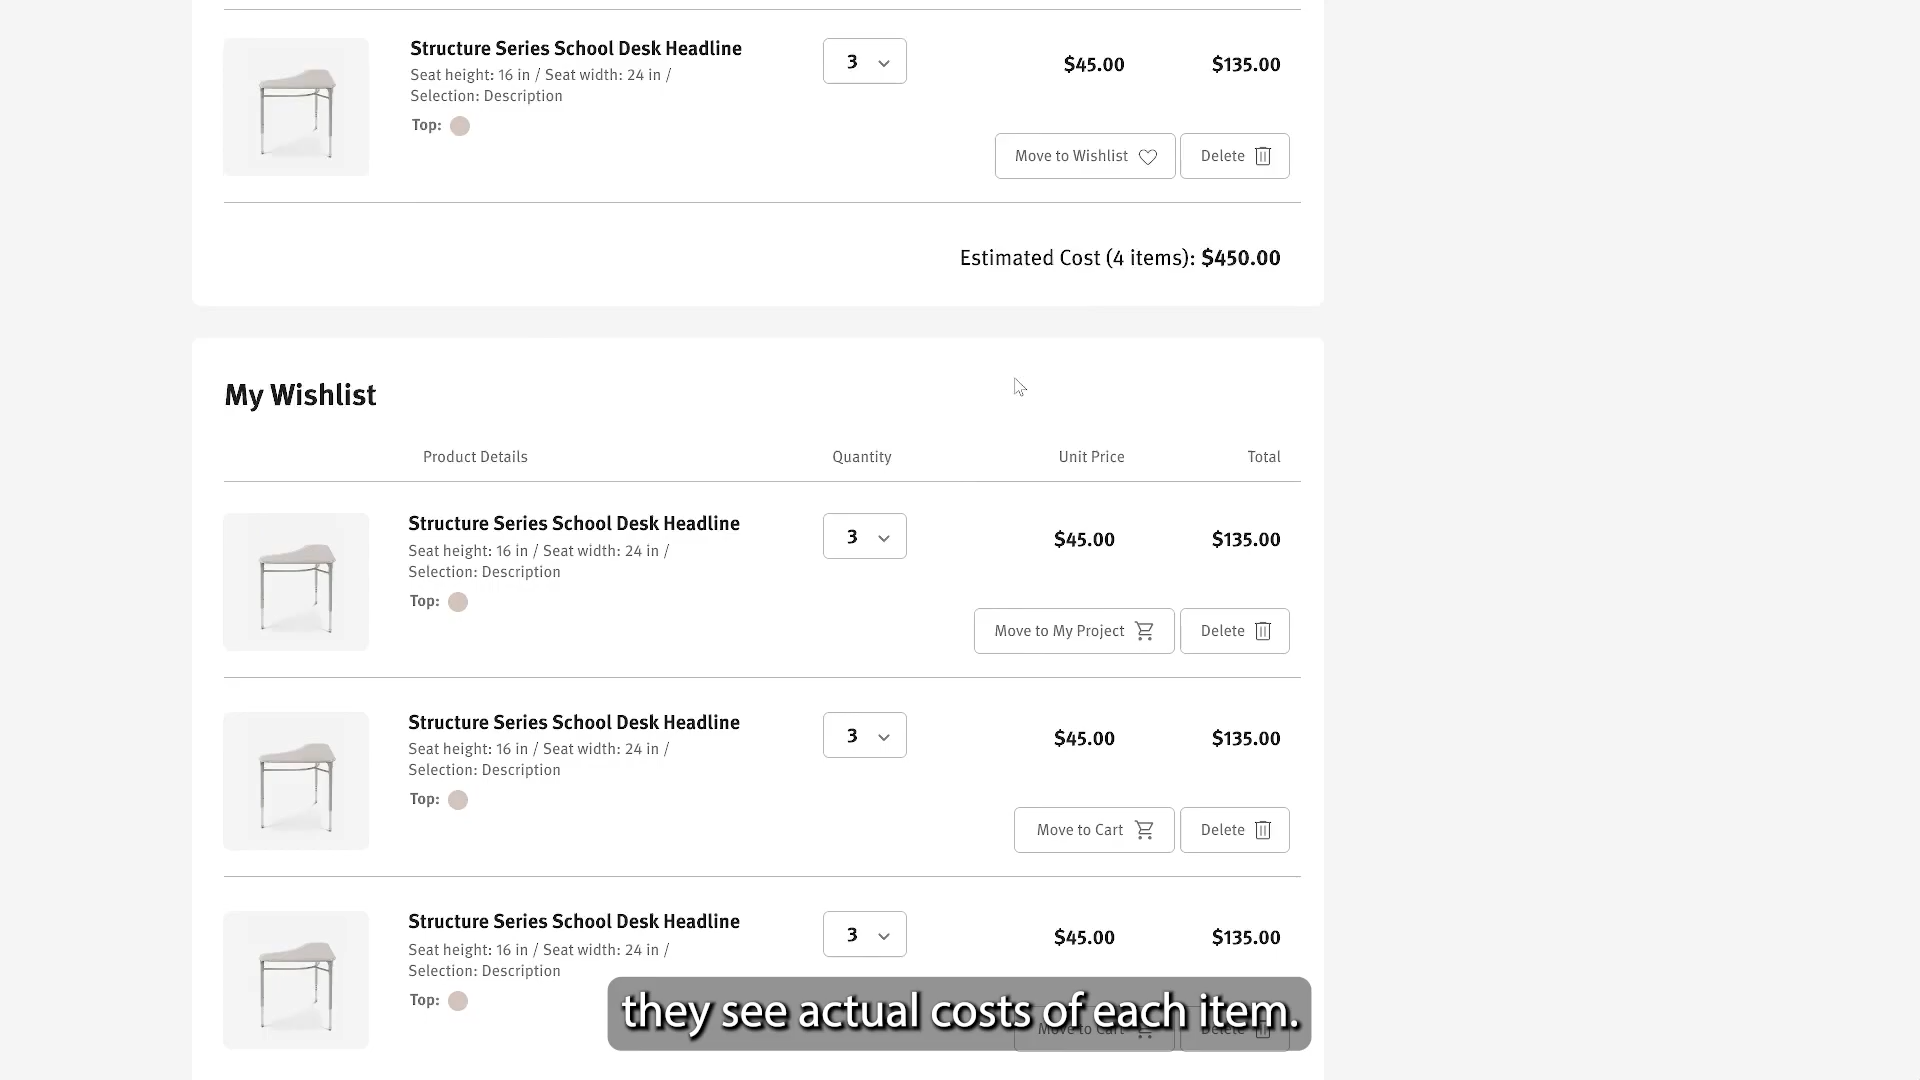 Structure Series School Desk Headline
3
$45.00
$135.00
Seat height: 16 in / Seat width: 24 in /
Selection: Description
Top:
Move to Wishlist
Delete
Estimated Cost (4 items): $450.00
My Wishlist
Product Details
Quantity
Unit Price
Total
Structure Series School Desk Headline
3
$45.00
$135.00
Seat height: 16 in / Seat width: 24 in /
Selection: Description
Top:
Move to My Project
Delete
Structure Series School Desk Headline
3
$45.00
$135.00
Seat height: 16 in / Seat width: 24 in /
Selection: Description
Top:
Move to Cart
Delete
Structure Series School Desk Headline
3
$45.00
$135.00
Seat height: 16 in / Seat width: 24 in /
Selection: Description
Top:
they see actual costs of each item.
Move to Cart
Delete